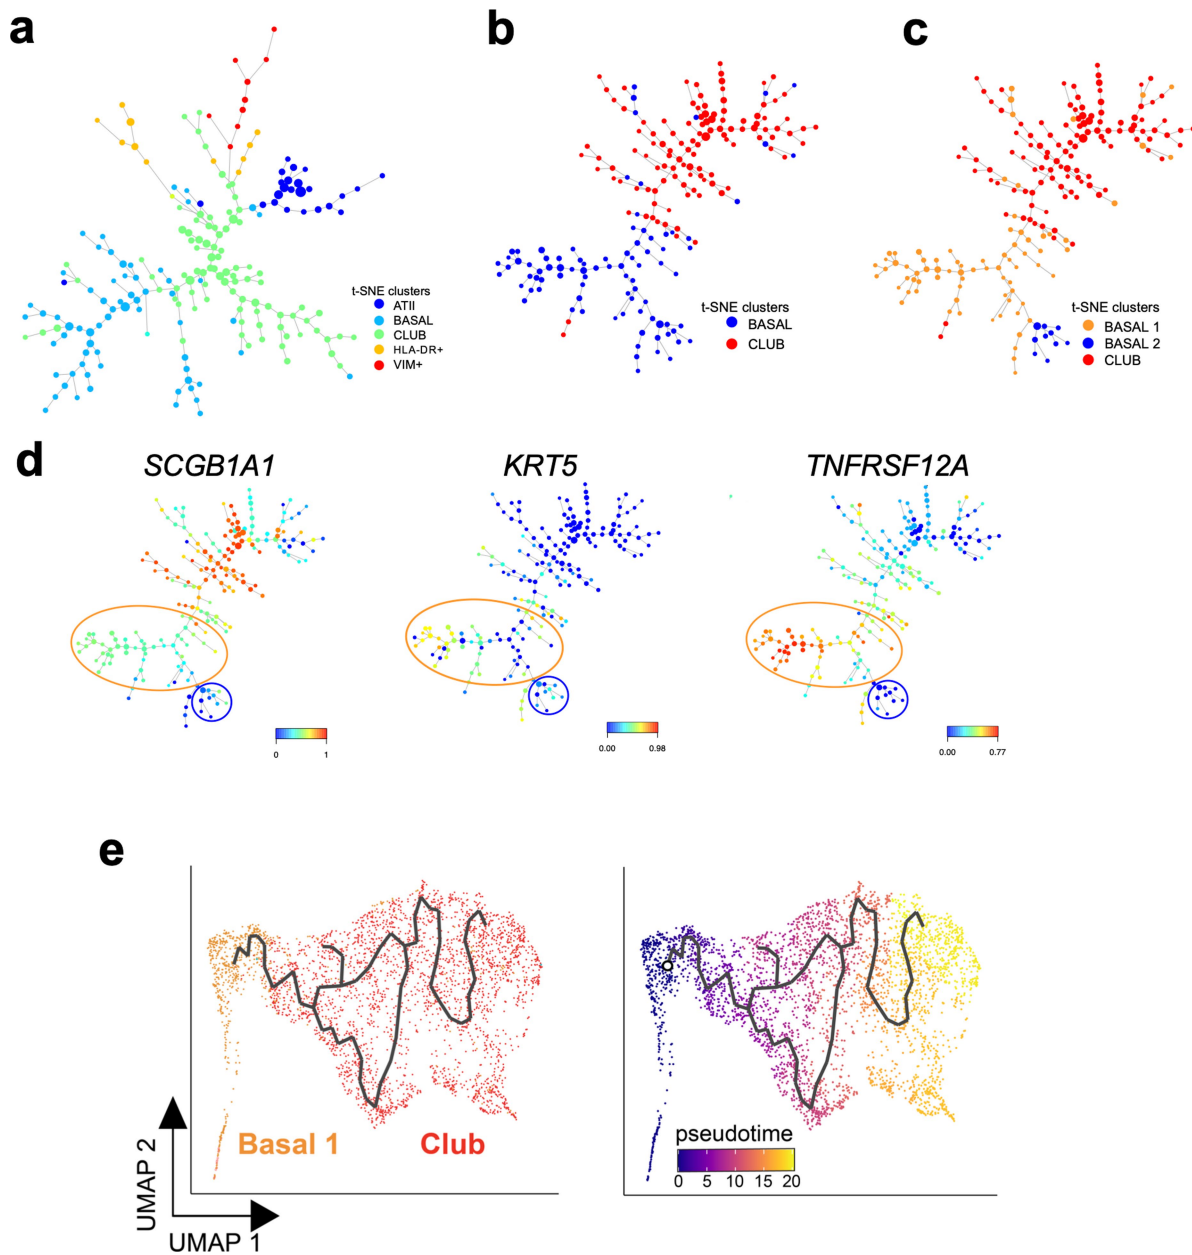 a
b
c
t-SNE clusters
ATII
BASAL
CLUB
HLA-DR+
VIM+
t-SNE clusters
BASAL
CLUB
t-SNE clusters
BASAL 1
BASAL 2
CLUB
d
SCGB1A1
KRT5
TNFRSF12A
0 1
0.00 0.98
0.00 0.77
e
Basal 1
Club
UMAP 2
UMAP 1
pseudotime
0 5 10 15 20